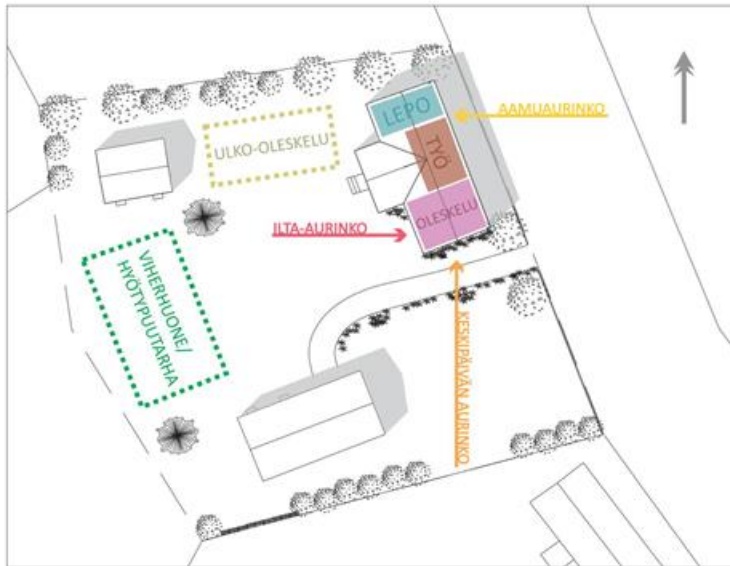 LEPO
AAMUAURINKO
TYÖ
ULKO-OLESKELU
OLESKELU
ILTA-AURINKO
VIHERHUONE/
HYÖTYPUUTARHA
KESKIPÄIVÄN AURINKO